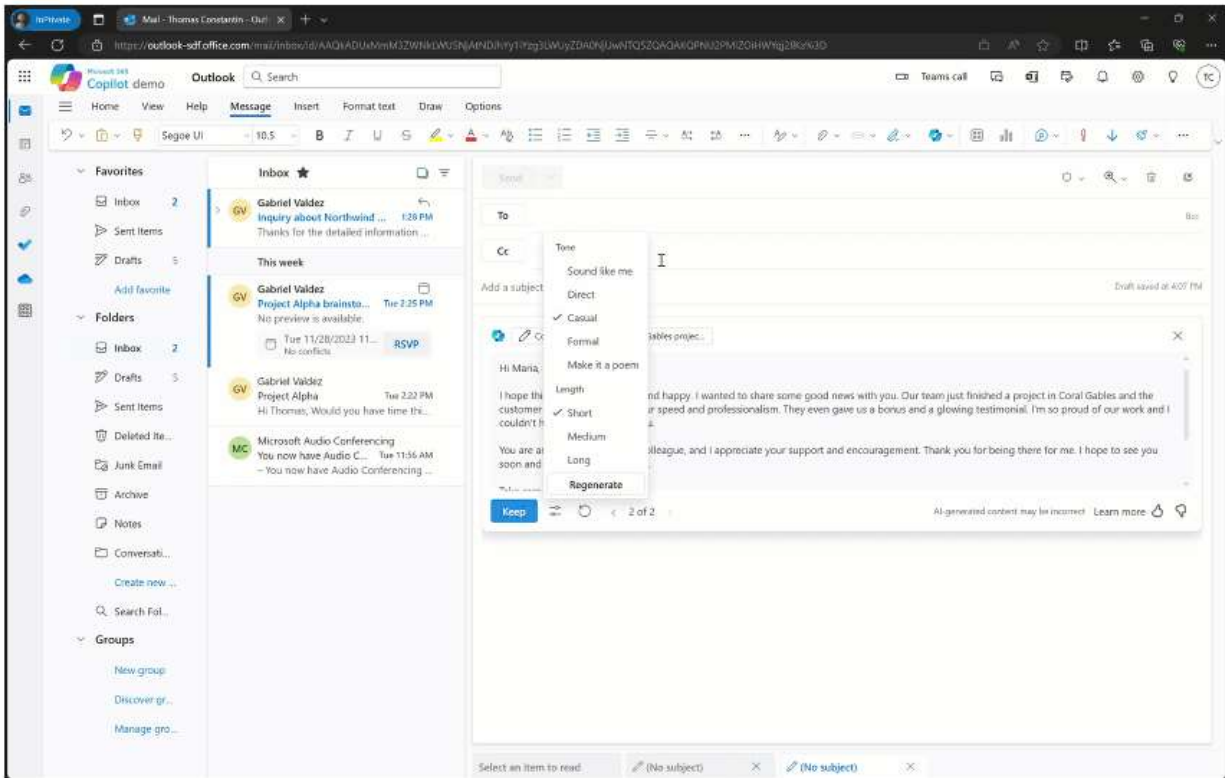 InPrivate
Mail - Thomas Constantin - Out
https://outlook-sdf.office.com/mail/inbox/id/
Microsoft 365
Copilot demo
Outlook
Search
Teams call
TC
Home View Help Message Insert Format text Draw Options
Segoe UI 10.5 B I U S
Favorites
Inbox 2
Sent Items
Drafts 5
Add favorite
Folders
Inbox 2
Drafts 5
Sent Items
Deleted Ite...
Junk Email
Archive
Notes
Conversati...
Create new ...
Search Fol...
Groups
New group
Discover gr...
Manage gro...
Inbox
GV
Gabriel Valdez
Inquiry about Northwind ... 1:28 PM
Thanks for the detailed information ...
This week
GV
Gabriel Valdez
Project Alpha brainsto... Tue 2:25 PM
No preview is available.
Tue 11/28/2023 11...
No conflicts
RSVP
GV
Gabriel Valdez
Project Alpha Tue 2:22 PM
Hi Thomas, Would you have time thi...
MC
Microsoft Audio Conferencing
You now have Audio C... Tue 11:56 AM
– You now have Audio Conferencing ...
Send
To
Bcc
Cc
Add a subject
Draft saved at 4:07 PM
Tone
Sound like me
Direct
Casual
Formal
Make it a poem
Length
Short
Medium
Long
Regenerate
Co
ables projec...
Hi Maria,
I hope thi nd happy. I wanted to share some good news with you. Our team just finished a project in Coral Gables and the
customer r speed and professionalism. They even gave us a bonus and a glowing testimonial. I'm so proud of our work and I
couldn't h
You are a lleague, and I appreciate your support and encouragement. Thank you for being there for me. I hope to see you
soon and
Keep
2 of 2
AI-generated content may be incorrect Learn more
Select an item to read
(No subject)
(No subject)